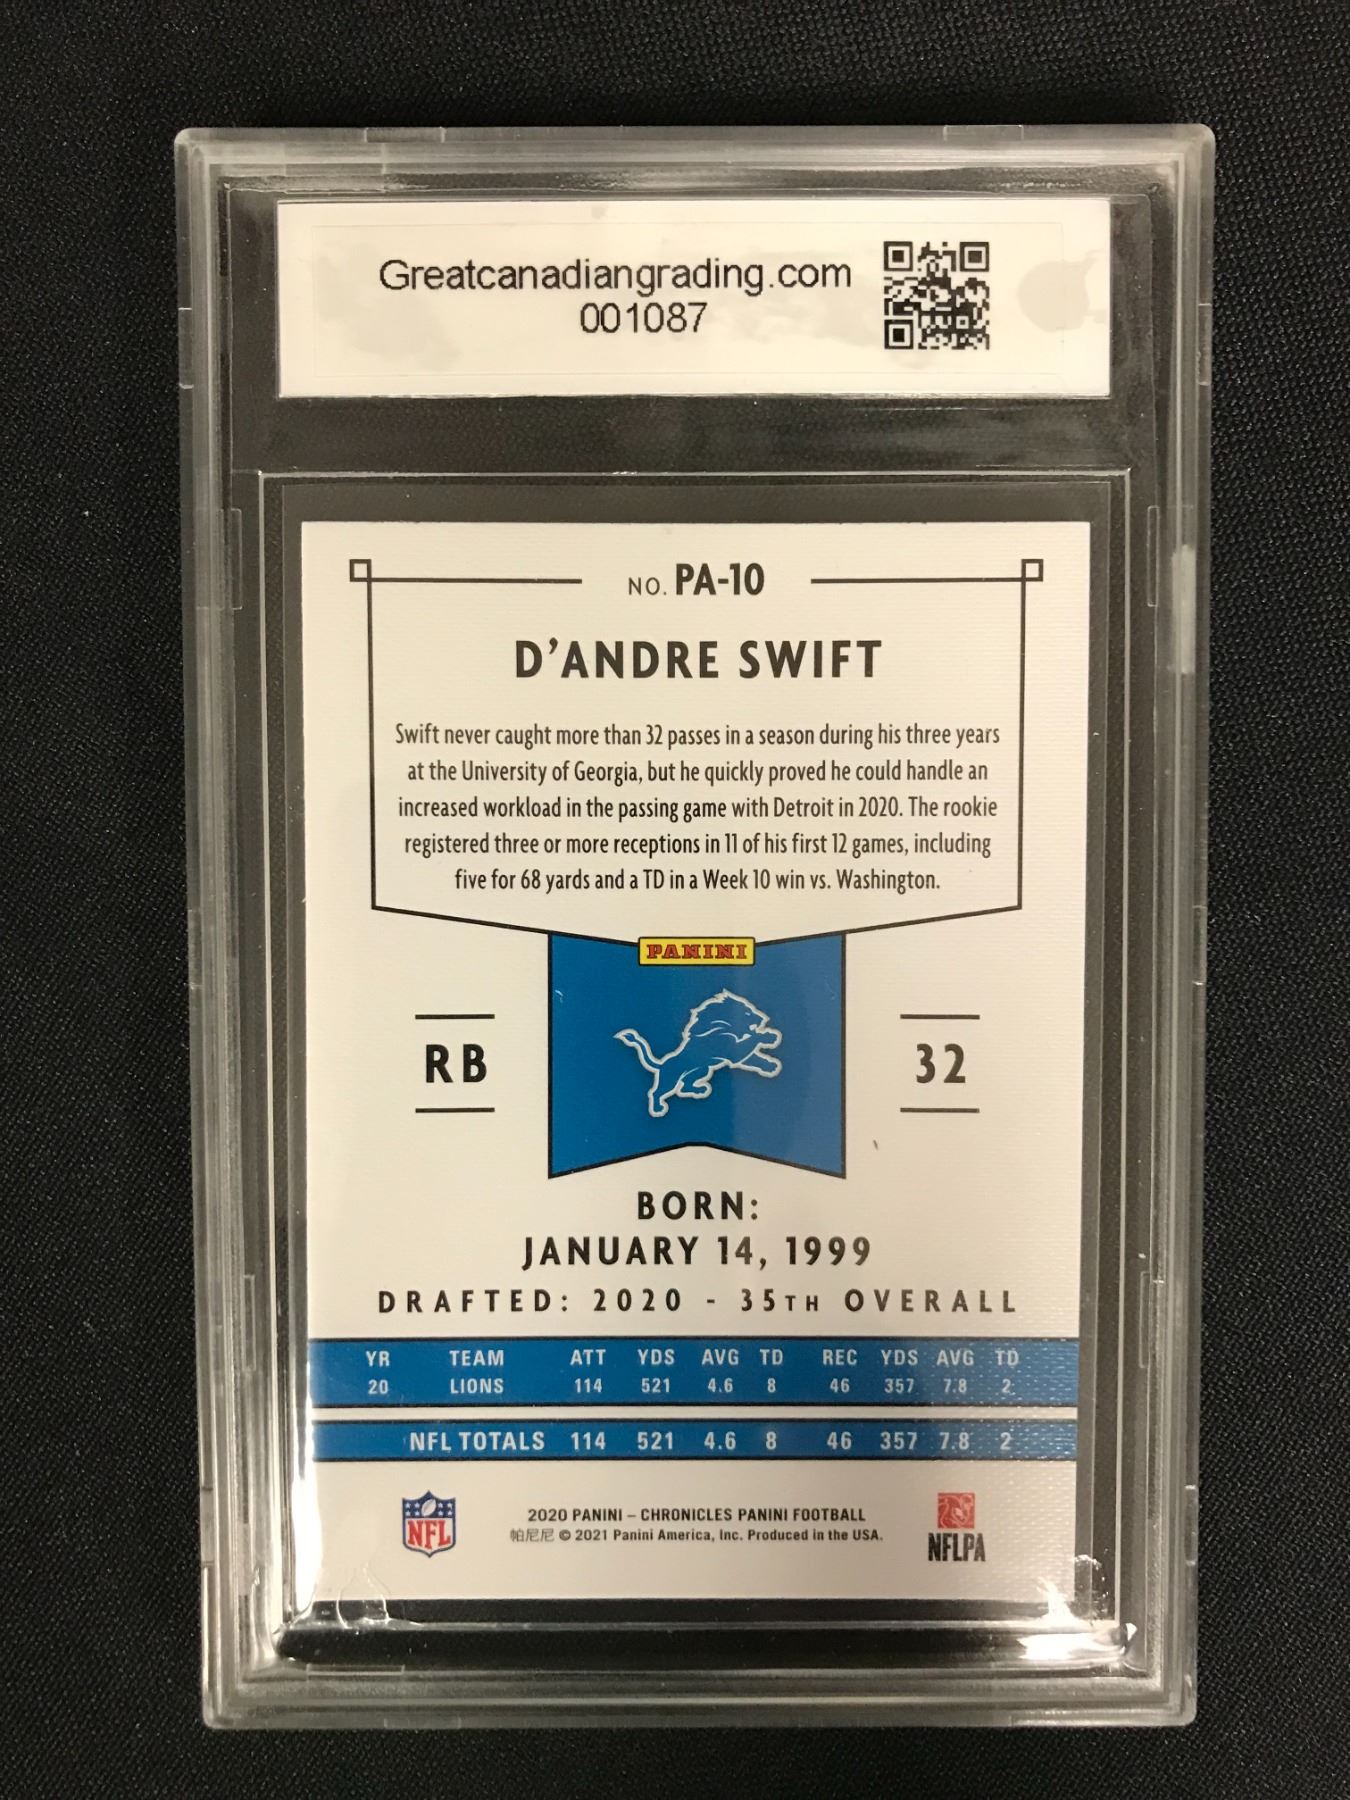 Greatcanadiangrading.com
001087
NO. PA-10
D'ANDRE SWIFT
Swift never caught more than 32 passes in a season during his three years
at the University of Georgia, but he quickly proved he could handle an
increased workload in the passing game with Detroit in 2020. The rookie
registered three or more receptions in 11 of his first 12 games, including
five for 68 yards and a TD in a Week 10 win vs. Washington.
PANINI
RB
32
BORN:
JANUARY 14, 1999
DRAFTED: 2020 - 35TH OVERALL
YR TEAM ATT YDS AVG TD REC YDS AVG TD
20 LIONS 114 521 4.6 8 46 357 7.8 2
NFL TOTALS 114 521 4.6 8 46 357 7.8 2
NFL
2020 PANINI – CHRONICLES PANINI FOOTBALL
帕尼尼 © 2021 Panini America, Inc. Produced in the USA.
NFLPA